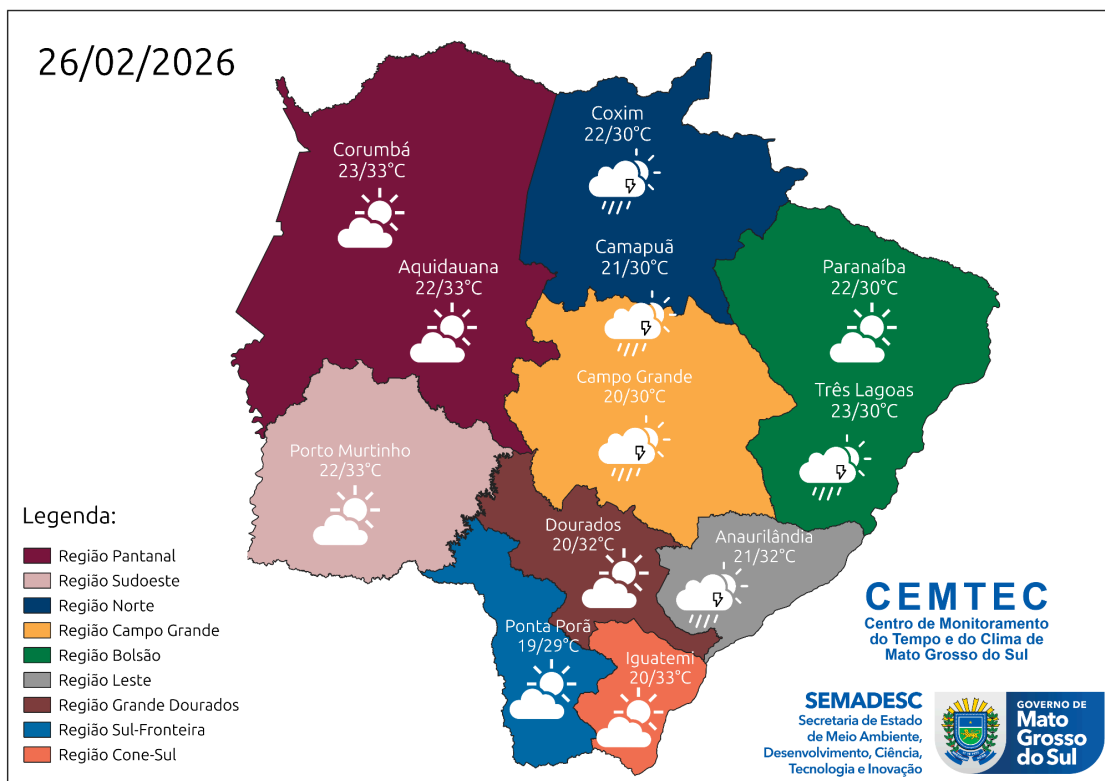 26/02/2026
Coxim
22/30°C
Corumbá
23/33°C
Camapuã
21/30°C
Aquidauana
22/33°C
Paranaíba
22/30°C
Campo Grande
20/30°C
Três Lagoas
23/30°C
Porto Murtinho
22/33°C
Dourados
20/32°C
Anaurilândia
21/32°C
Ponta Porã
19/29°C
Iguatemi
20/33°C
Legenda:
Região Pantanal
Região Sudoeste
Região Norte
Região Campo Grande
Região Bolsão
Região Leste
Região Grande Dourados
Região Sul-Fronteira
Região Cone-Sul
CEMTEC
Centro de Monitoramento
do Tempo e do Clima de
Mato Grosso do Sul
SEMADESC
Secretaria de Estado
de Meio Ambiente,
Desenvolvimento, Ciência,
Tecnologia e Inovação
GOVERNO DE
Mato
Grosso
do Sul